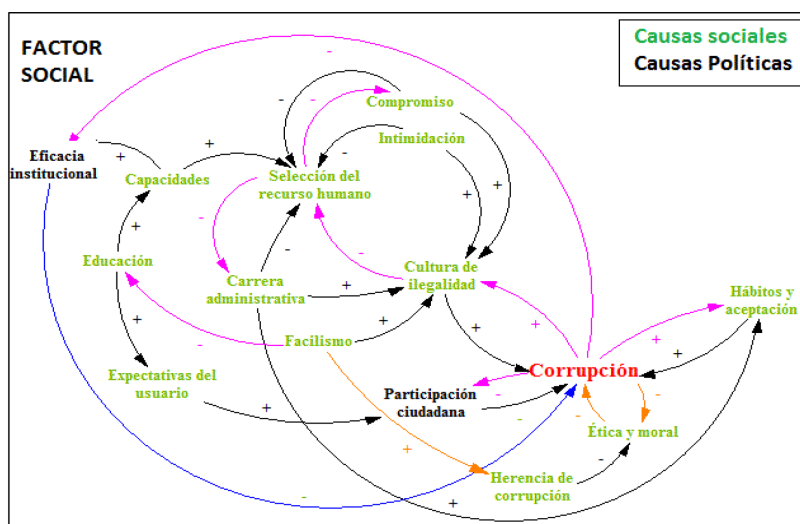 FACTOR
SOCIAL
Causas sociales
Causas Políticas
-
-
-
Compromiso
Intimidación
+
+
-
Eficacia
institucional
Capacidades
Selección del
recurso humano
+
+
-
+
-
-
Educación
Cultura de
ilegalidad
Carrera
administrativa
+
Hábitos y
aceptación
+
+
+
+
+
-
Facilismo
+
Corrupción
Expectativas del
usuario
+
Participación
ciudadana
-
-
-
-
Ética y moral
+
-
Herencia de
corrupción
-
+